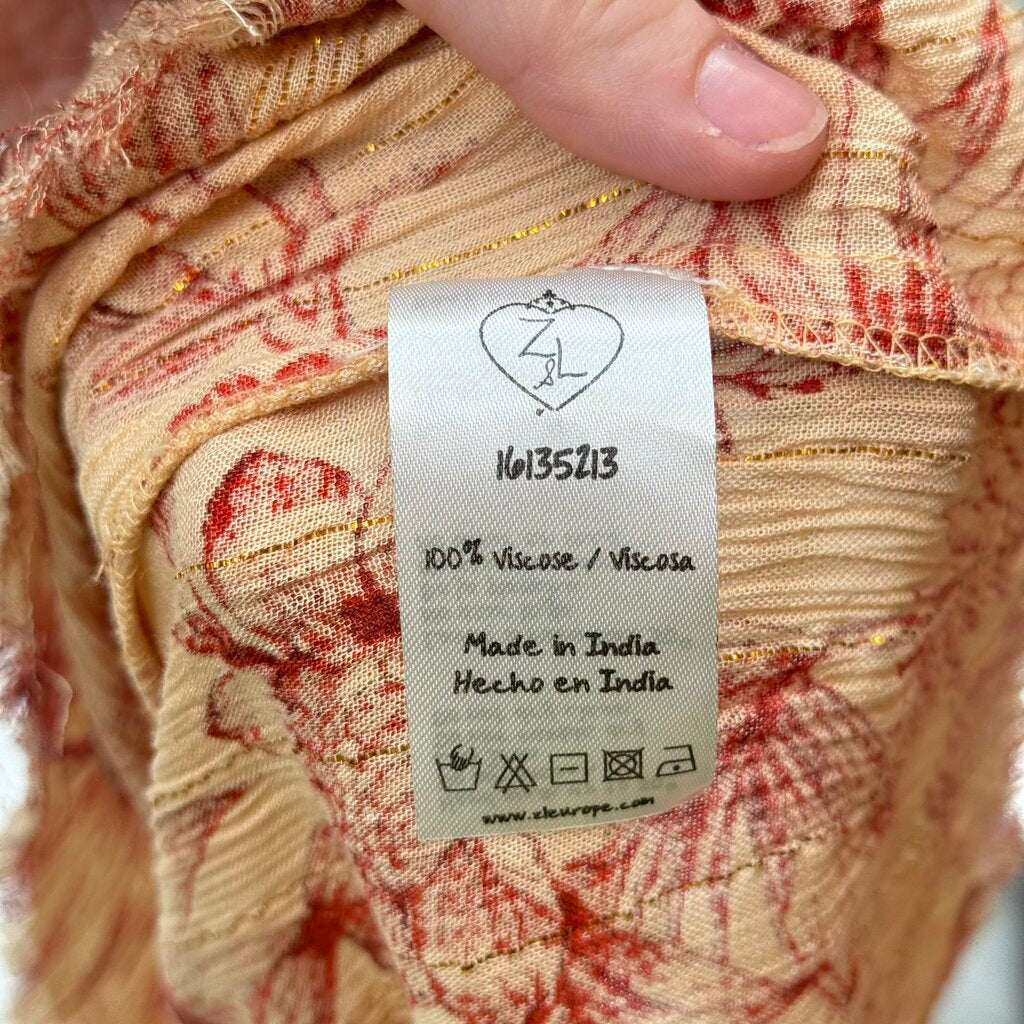 Z
&L
16135213
100% Viscose / Viscosa
Made in India
Hecho en India
www.zleurope.com